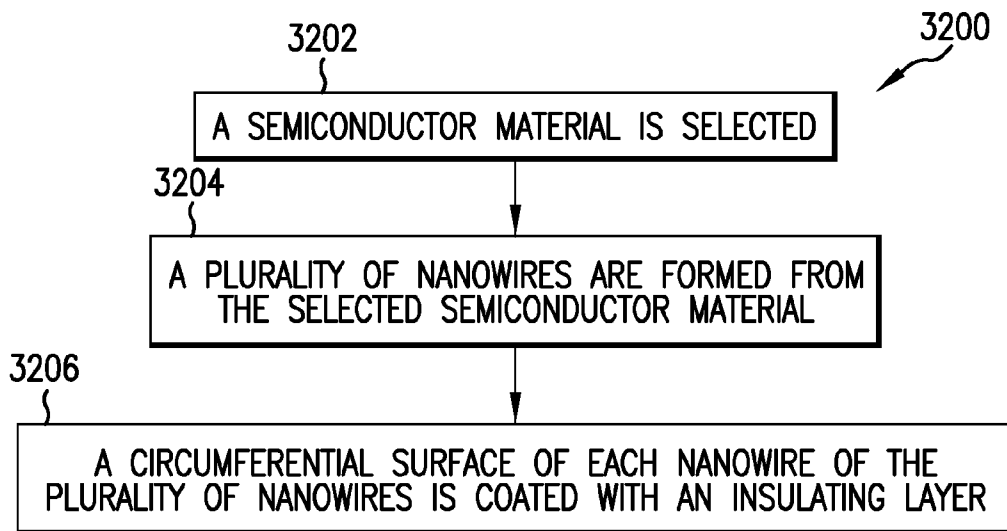 3200
3202
A SEMICONDUCTOR MATERIAL IS SELECTED
3204
A PLURALITY OF NANOWIRES ARE FORMED FROM
THE SELECTED SEMICONDUCTOR MATERIAL
3206
A CIRCUMFERENTIAL SURFACE OF EACH NANOWIRE OF THE
PLURALITY OF NANOWIRES IS COATED WITH AN INSULATING LAYER